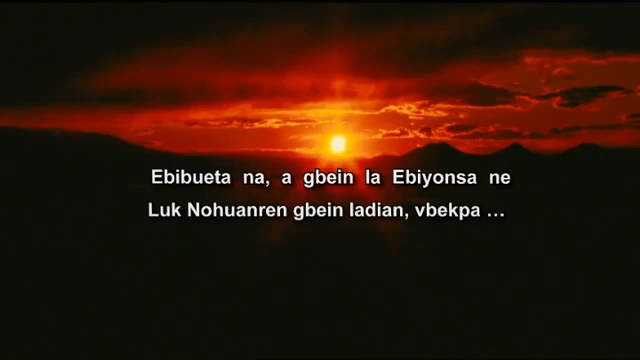 Ebibueta na, a gbein la Ebiyonsa ne
Luk Nohuanren gbein ladian, vbekpa …